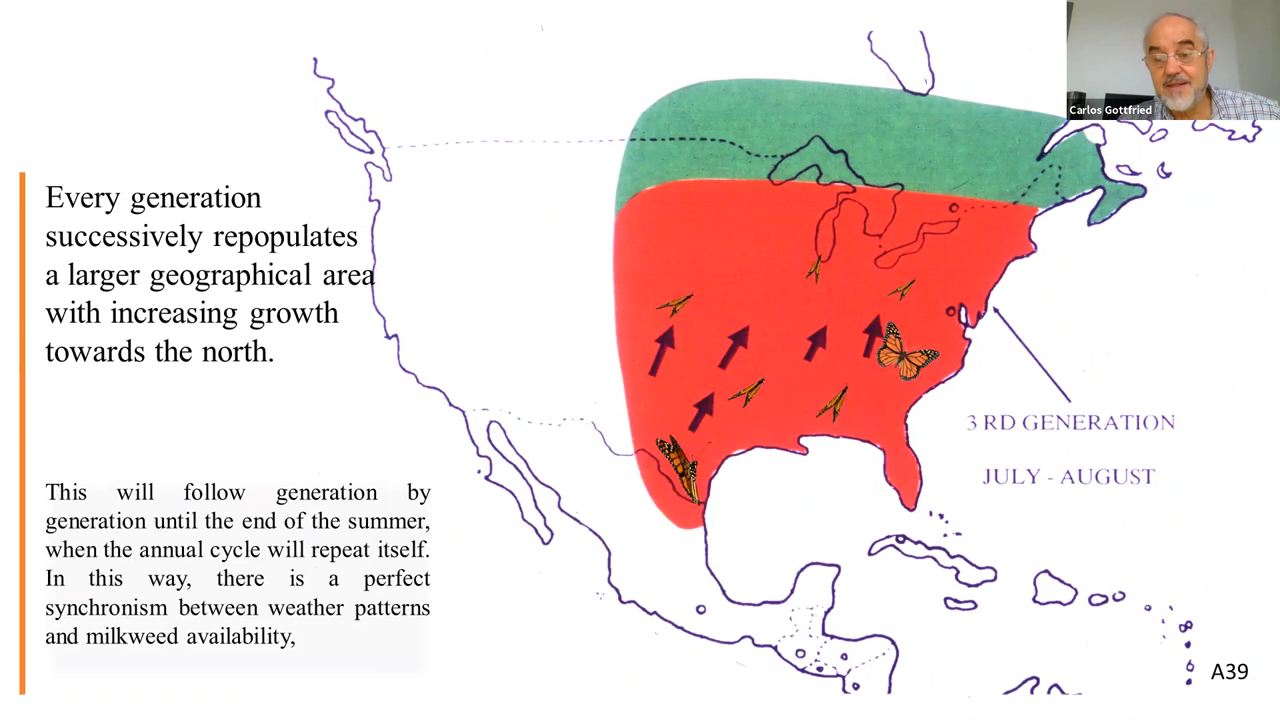 Carlos Gottfried
Every generation
successively repopulates
a larger geographical area
with increasing growth
towards the north.
This will follow generation by
generation until the end of the summer,
when the annual cycle will repeat itself.
In this way, there is a perfect
synchronism between weather patterns
and milkweed availability,
3 RD GENERATION
JULY - AUGUST
A39